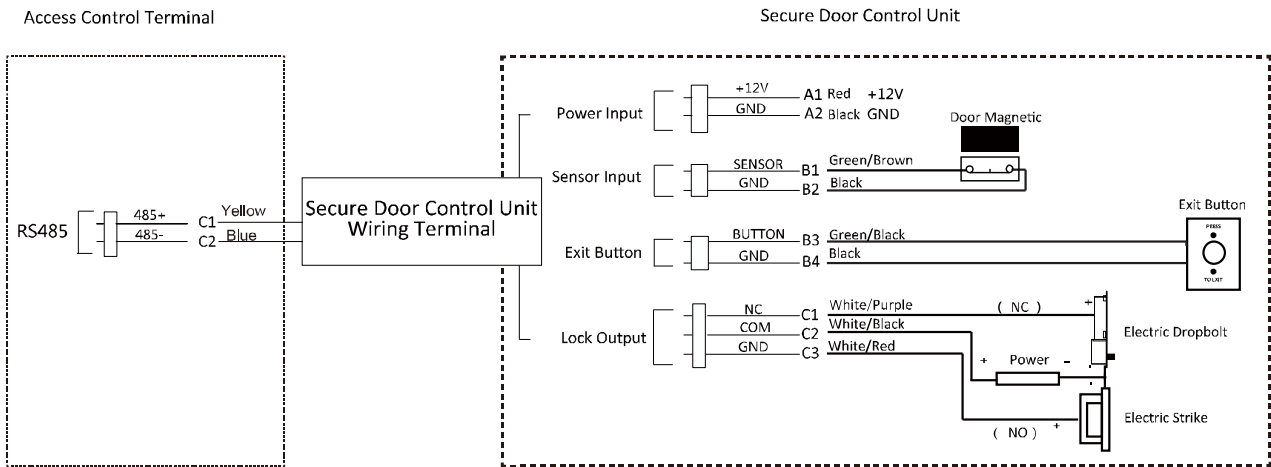 Access Control Terminal
Secure Door Control Unit
RS485
485+ C1 Yellow
485- C2 Blue
Secure Door Control Unit
Wiring Terminal
Power Input
+12V A1 Red +12V
GND A2 Black GND
Door Magnetic
Sensor Input
SENSOR B1 Green/Brown
GND B2 Black
Exit Button
PRESS
TO EXIT
Exit Button
BUTTON B3 Green/Black
GND B4 Black
Lock Output
NC C1 White/Purple ( NC ) +
COM C2 White/Black
GND C3 White/Red
Electric Dropbolt
+ Power -
-
-
Electric Strike
( NO ) +